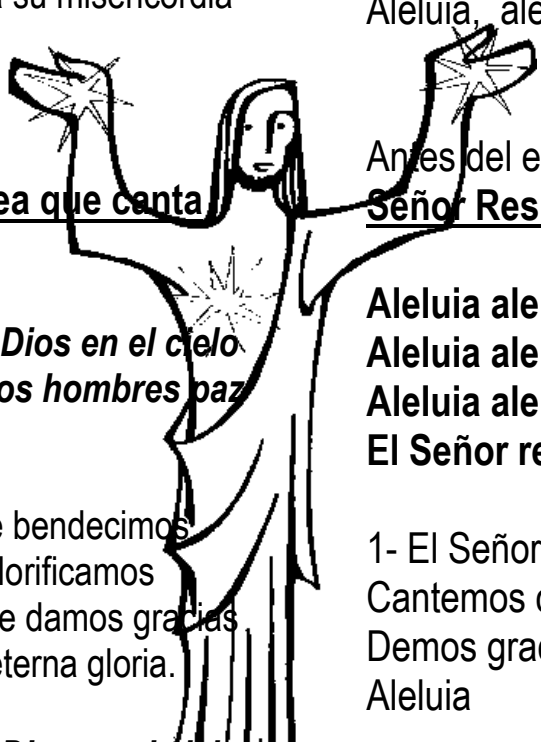 a su misericordia
ea que canta
Dios en el cielo
os hombres paz
e bendecimos
lorificamos
e damos gracias
eterna gloria.
Aleluia, ale
Antes del e
Señor Res
Aleluia ale
Aleluia ale
Aleluia ale
El Señor re
1- El Señor
Cantemos
Demos grac
Aleluia